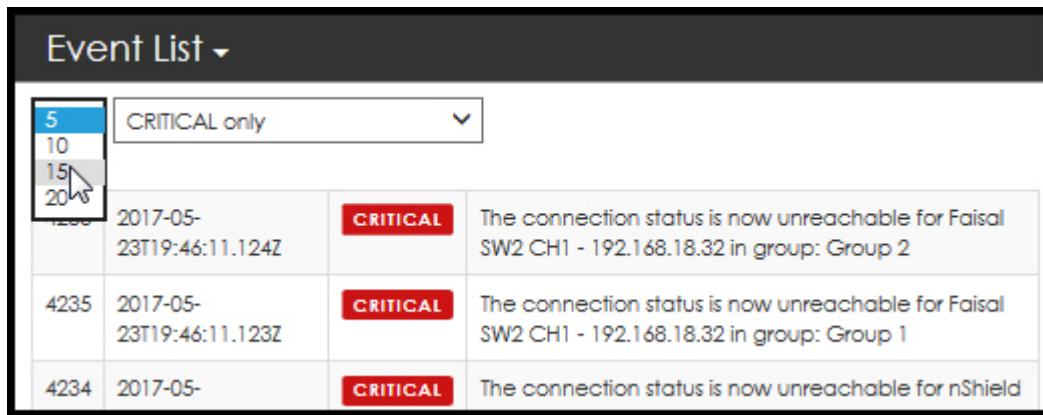 Event List
5
CRITICAL only
10
15
20
2017-05-
CRITICAL
The connection status is now unreachable for Faisal
23T19:46:11.124Z
SW2 CH1 - 192.168.18.32 in group: Group 2
4235
2017-05-
CRITICAL
The connection status is now unreachable for Faisal
23T19:46:11.123Z
SW2 CH1 - 192.168.18.32 in group: Group 1
4234
2017-05-
CRITICAL
The connection status is now unreachable for nShield